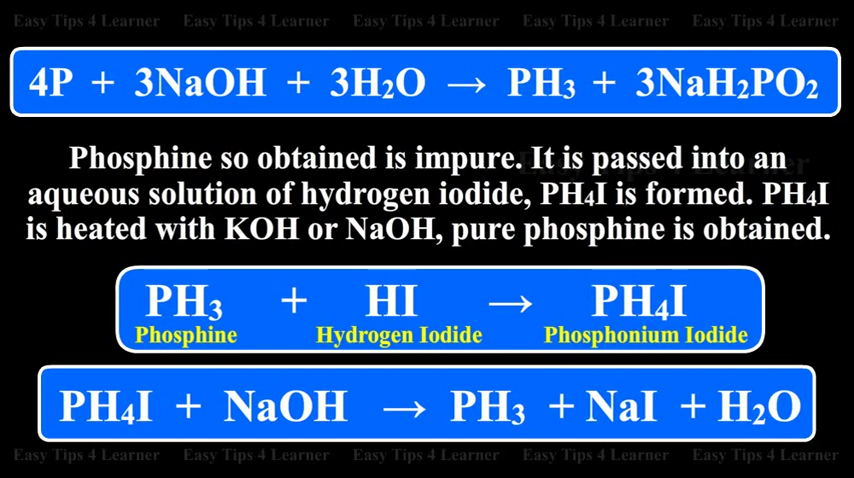 Easy Tips 4 Learner Easy Tips 4 Learner Easy Tips 4 Learner Easy Tips 4 Learner Easy Tips 4 Learner
4P + 3NaOH + 3H₂O → PH₃ + 3NaH₂PO₂
Easy Tips 4 Learner
Phosphine so obtained is impure. It is passed into an
aqueous solution of hydrogen iodide, PH₄I is formed. PH₄I
is heated with KOH or NaOH, pure phosphine is obtained.
PH₃ + HI → PH₄I
Phosphine Hydrogen Iodide Phosphonium Iodide
PH₄I + NaOH → PH₃ + NaI + H₂O
Easy Tips 4 Learner Easy Tips 4 Learner Easy Tips 4 Learner Easy Tips 4 Learner Easy Tips 4 Learner